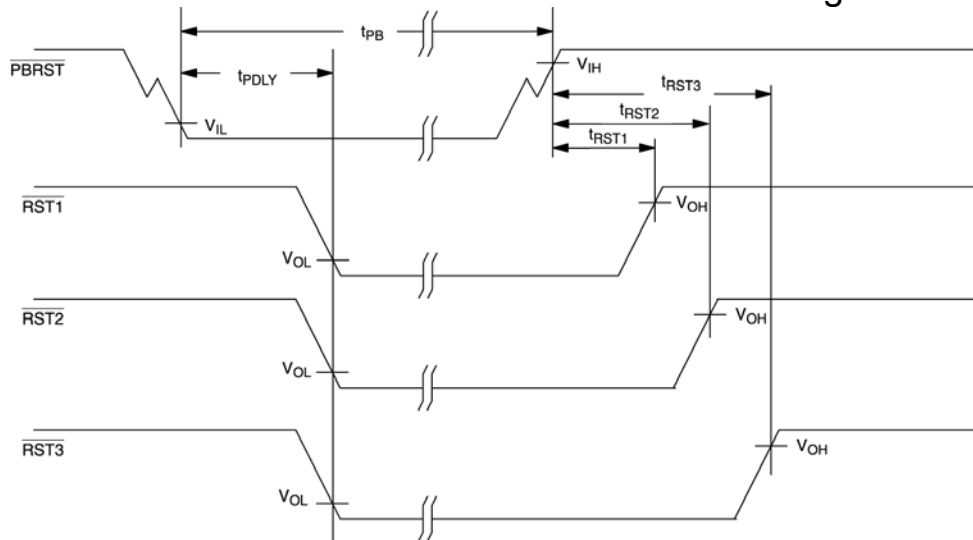 g
tPB
PBRST
tPDLY
VIH
VIL
tRST3
tRST2
tRST1
RST1
VOH
VOL
RST2
VOH
VOL
RST3
VOH
VOL